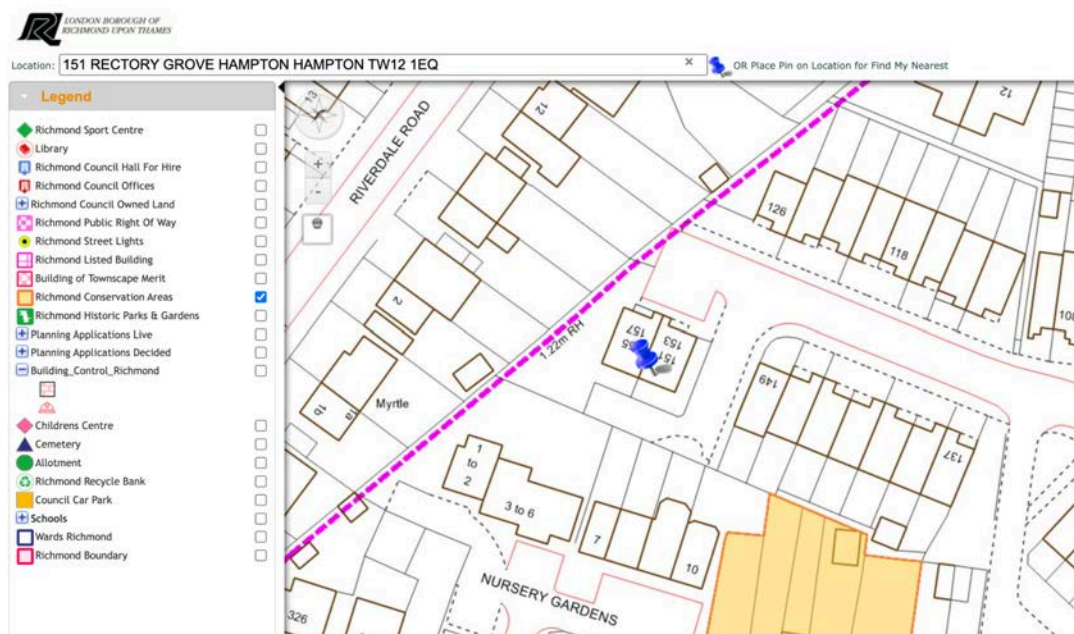 LONDON BOROUGH OF
RICHMOND UPON THAMES
Location: 151 RECTORY GROVE HAMPTON HAMPTON TW12 1EQ × OR Place Pin on Location for Find My Nearest
Legend
Richmond Sport Centre
Library
Richmond Council Hall For Hire
Richmond Council Offices
Richmond Council Owned Land
Richmond Public Right Of Way
Richmond Street Lights
Richmond Listed Building
Building of Townscape Merit
Richmond Conservation Areas
Richmond Historic Parks & Gardens
Planning Applications Live
Planning Applications Decided
Building_Control_Richmond
Childrens Centre
Cemetery
Allotment
Richmond Recycle Bank
Council Car Park
Schools
Wards Richmond
Richmond Boundary
13
12
12
RIVERDALE ROAD
126
118
108
2
157
153
151
1.22m RH
149
137
1b
1a
Myrtle
1
to
2
3 to 6
7
10
NURSERY GARDENS
326